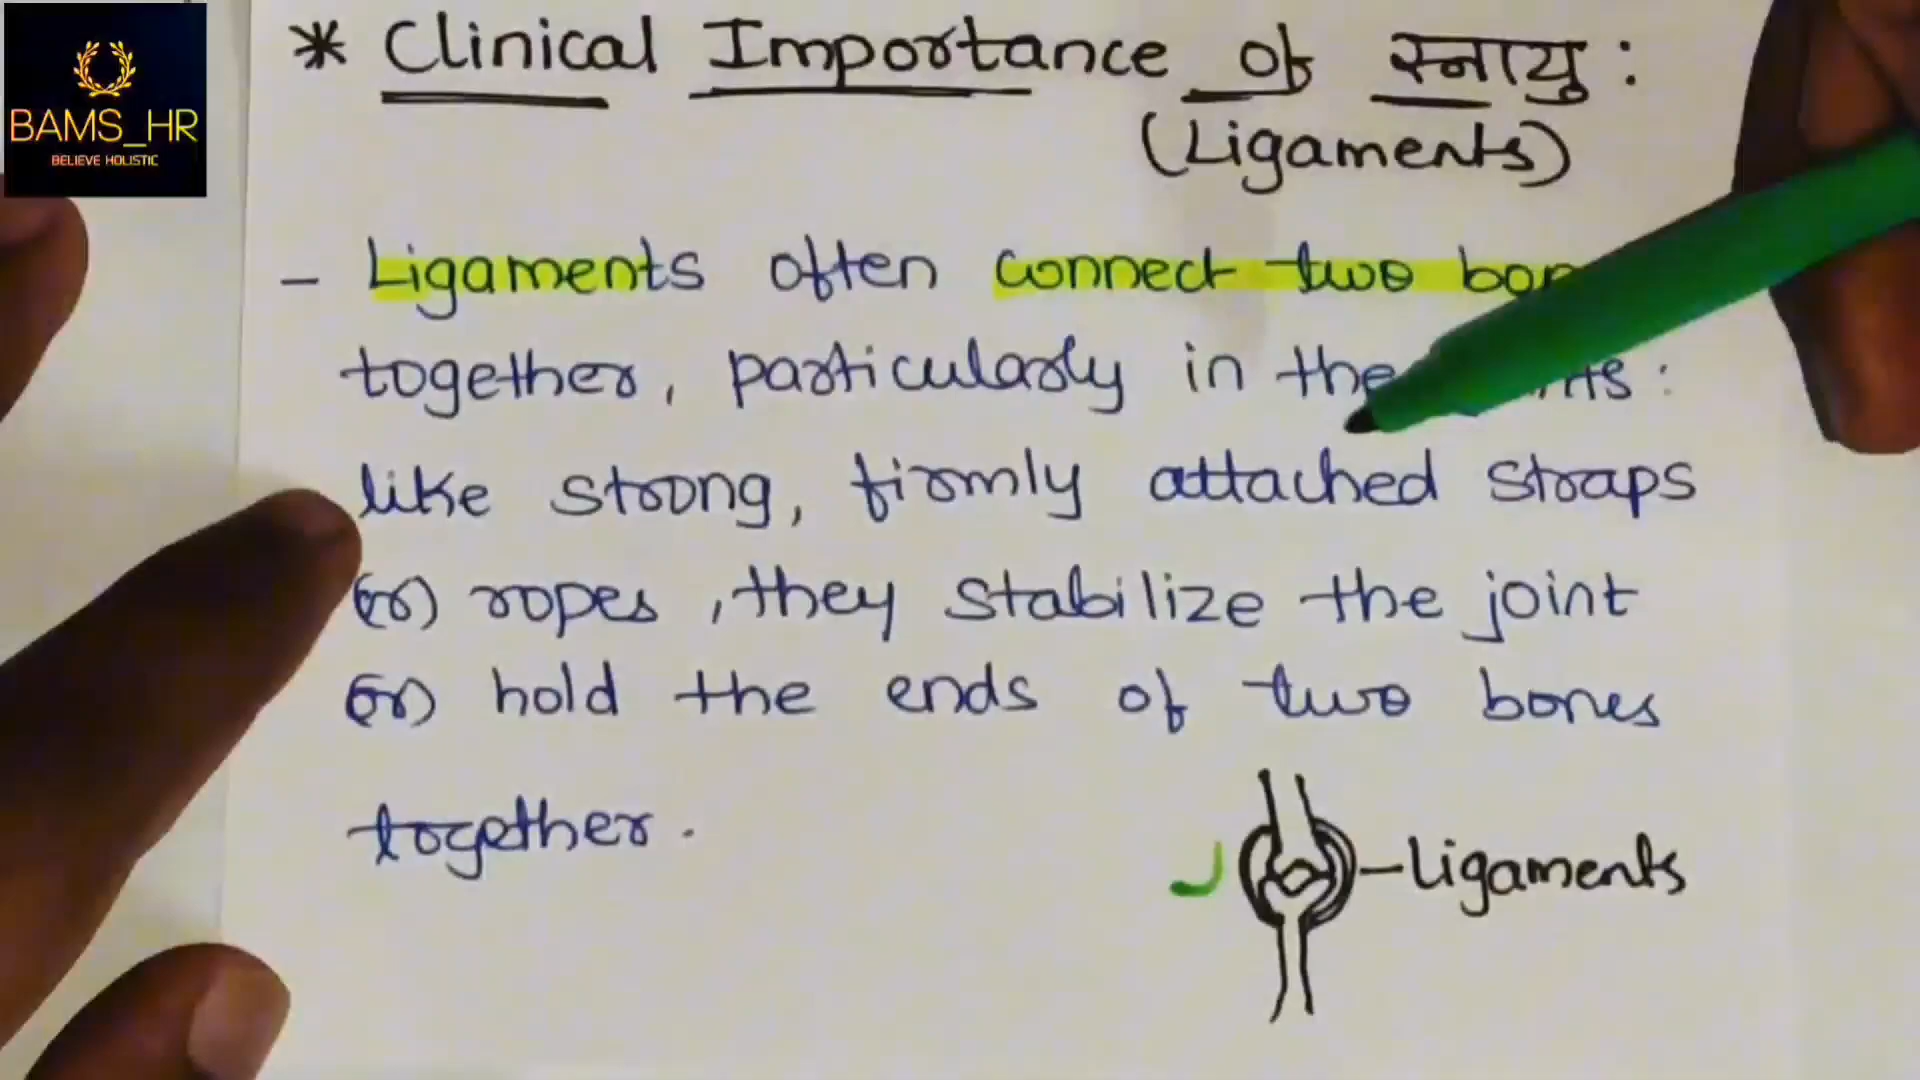 BAMS_HR
BELIEVE HOLISTIC
* Clinical Importance of स्नायु :
(Ligaments)
- Ligaments often connect two
together, particularly in the
like strong, firmly attached straps
(or) ropes, they stabilize the joint
(or) hold the ends of two bones
together.
- Ligaments